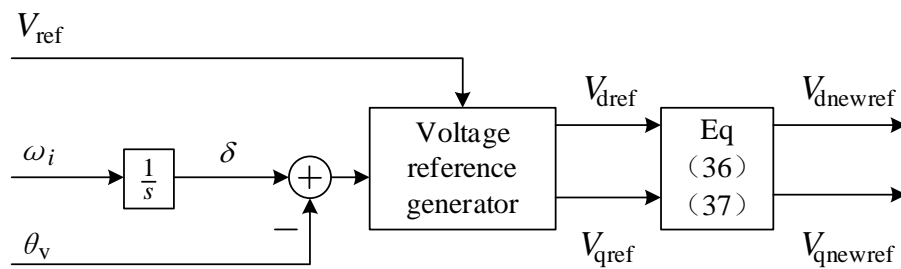 V_ref
ω_i
1/s
δ
+
−
θ_v
Voltage
reference
generator
V_dref
V_qref
Eq
（36）
（37）
V_dnewref
V_qnewref